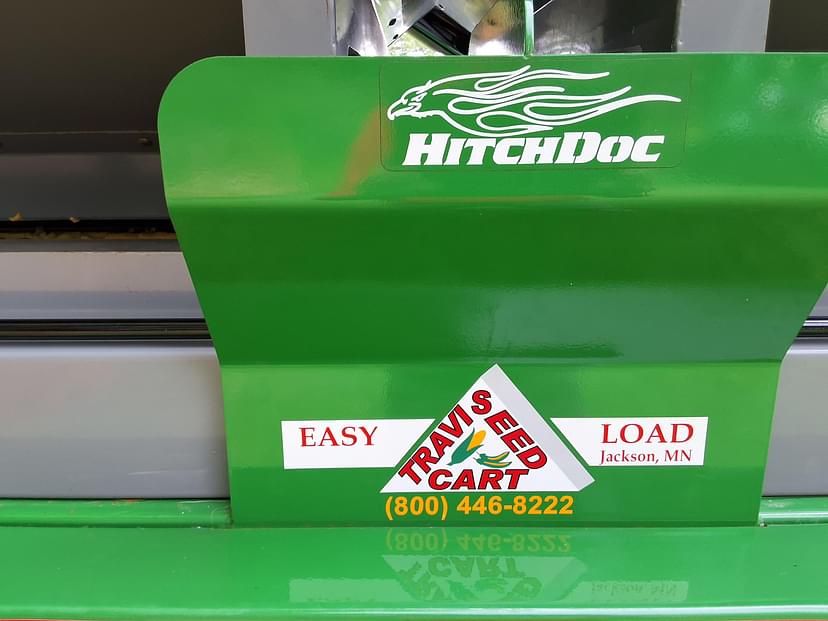 HITCHDOC
EASY
TRAVIS SEED
CART
LOAD
Jackson, MN
(800) 446-8222